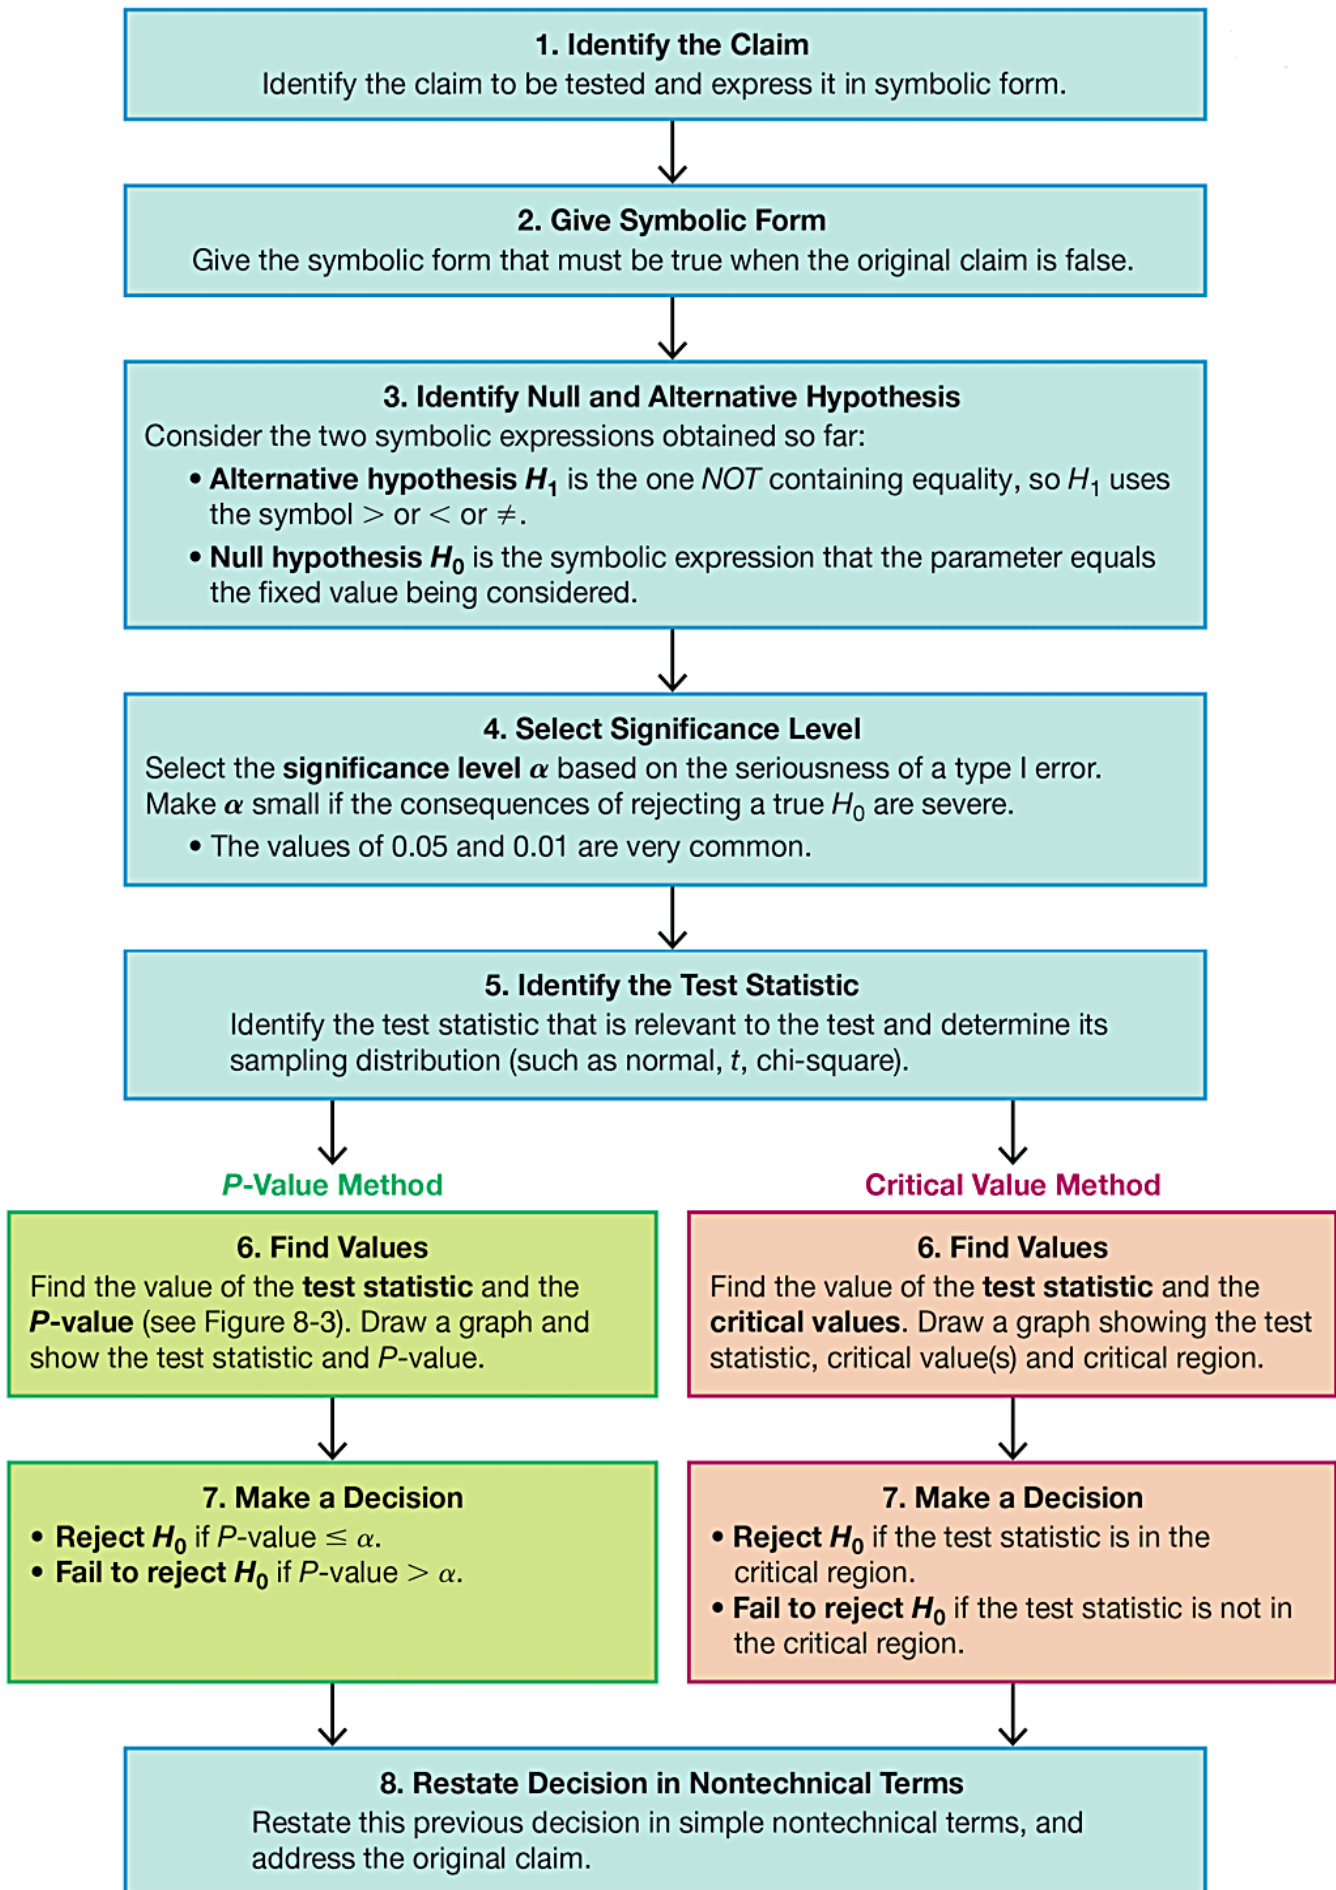 1. Identify the Claim
Identify the claim to be tested and express it in symbolic form.
2. Give Symbolic Form
Give the symbolic form that must be true when the original claim is false.
3. Identify Null and Alternative Hypothesis
Consider the two symbolic expressions obtained so far:
• Alternative hypothesis H₁ is the one NOT containing equality, so H₁ uses
the symbol > or < or ≠.
• Null hypothesis H₀ is the symbolic expression that the parameter equals
the fixed value being considered.
4. Select Significance Level
Select the significance level α based on the seriousness of a type I error.
Make α small if the consequences of rejecting a true H₀ are severe.
• The values of 0.05 and 0.01 are very common.
5. Identify the Test Statistic
Identify the test statistic that is relevant to the test and determine its
sampling distribution (such as normal, t, chi-square).
P-Value Method
6. Find Values
Find the value of the test statistic and the
P-value (see Figure 8-3). Draw a graph and
show the test statistic and P-value.
7. Make a Decision
• Reject H₀ if P-value ≤ α.
• Fail to reject H₀ if P-value > α.
Critical Value Method
6. Find Values
Find the value of the test statistic and the
critical values. Draw a graph showing the test
statistic, critical value(s) and critical region.
7. Make a Decision
• Reject H₀ if the test statistic is in the
critical region.
• Fail to reject H₀ if the test statistic is not in
the critical region.
8. Restate Decision in Nontechnical Terms
Restate this previous decision in simple nontechnical terms, and
address the original claim.